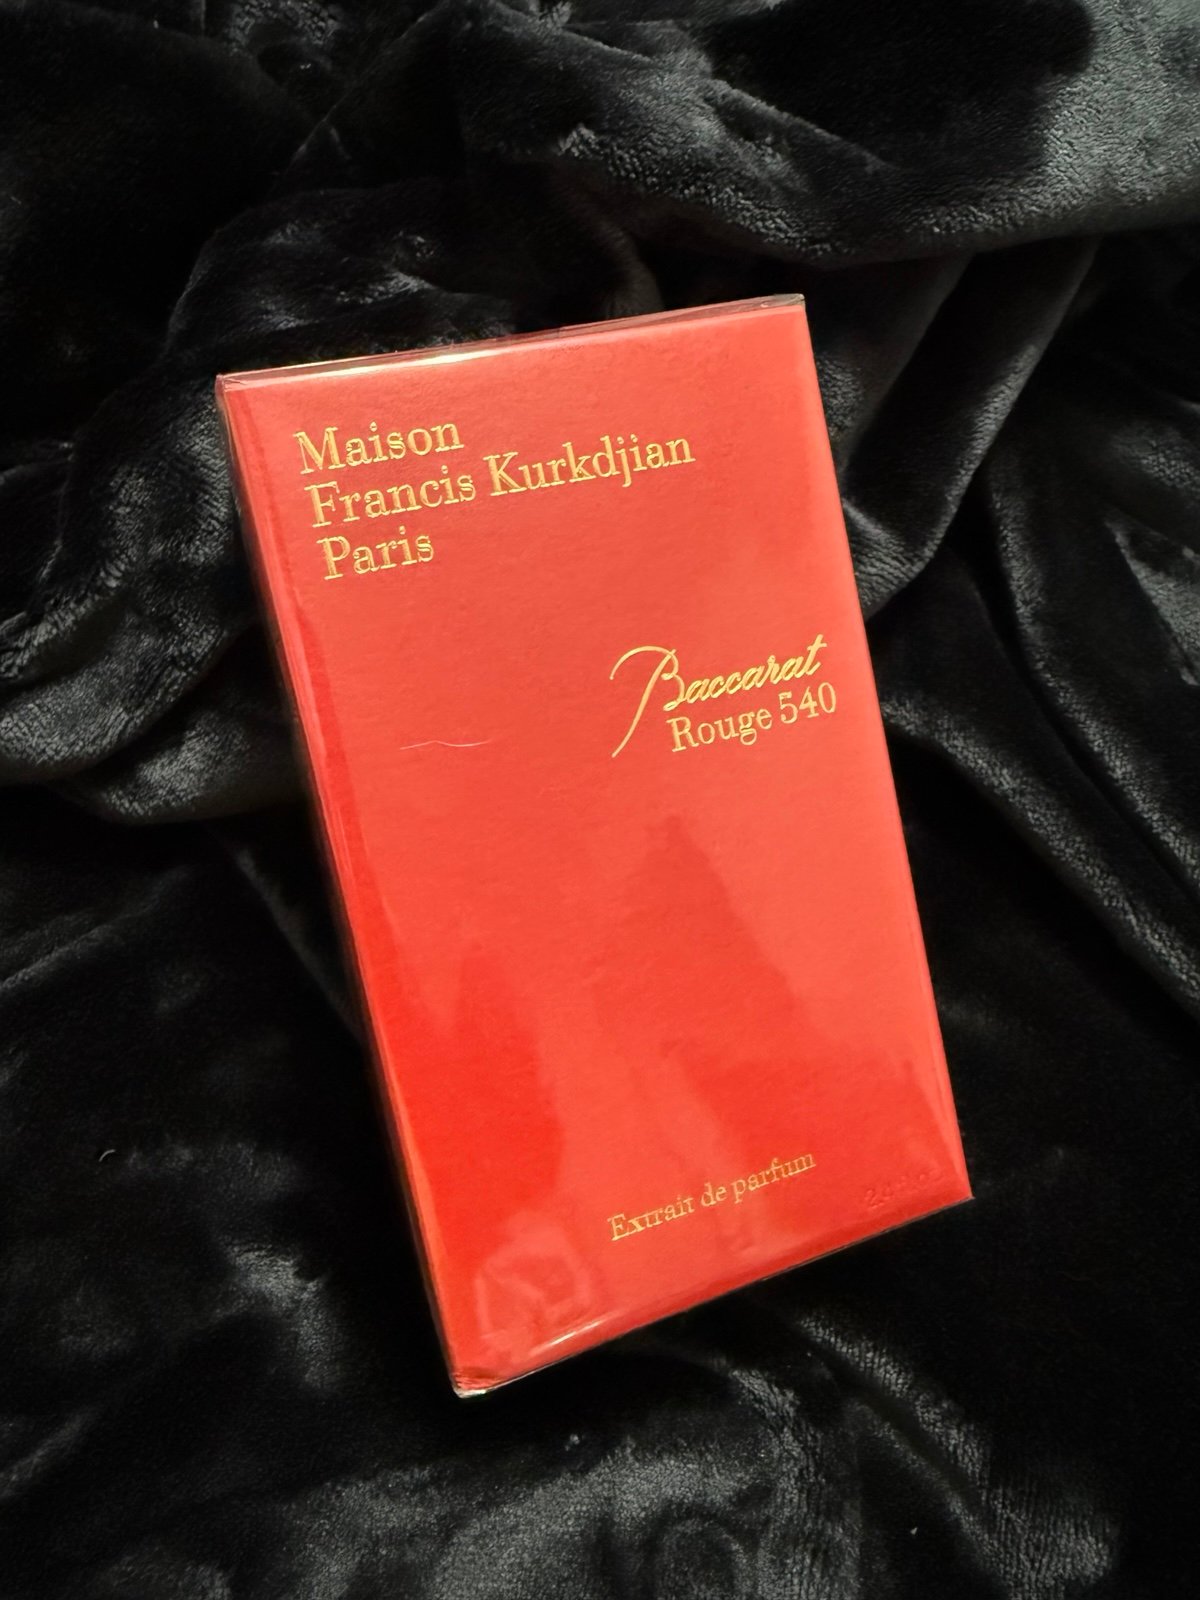 Maison
Francis Kurkdjian
Paris
Baccarat
Rouge 540
Extrait de parfum